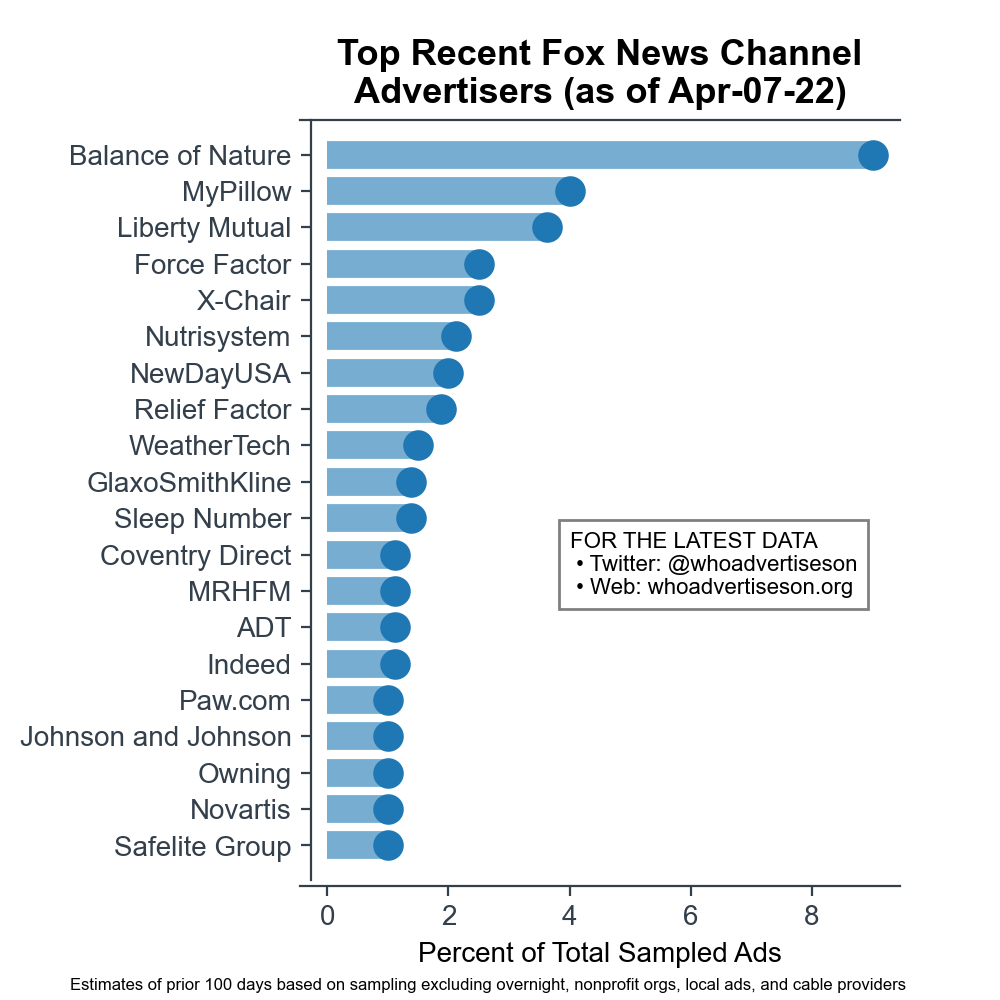 Top Recent Fox News Channel
Advertisers (as of Apr-07-22)
Balance of Nature
MyPillow
Liberty Mutual
Force Factor
X-Chair
Nutrisystem
NewDayUSA
Relief Factor
WeatherTech
GlaxoSmithKline
Sleep Number
Coventry Direct
MRHFM
ADT
Indeed
Paw.com
Johnson and Johnson
Owning
Novartis
Safelite Group
FOR THE LATEST DATA
• Twitter: @whoadvertiseson
• Web: whoadvertiseson.org
0 2 4 6 8
Percent of Total Sampled Ads
Estimates of prior 100 days based on sampling excluding overnight, nonprofit orgs, local ads, and cable providers